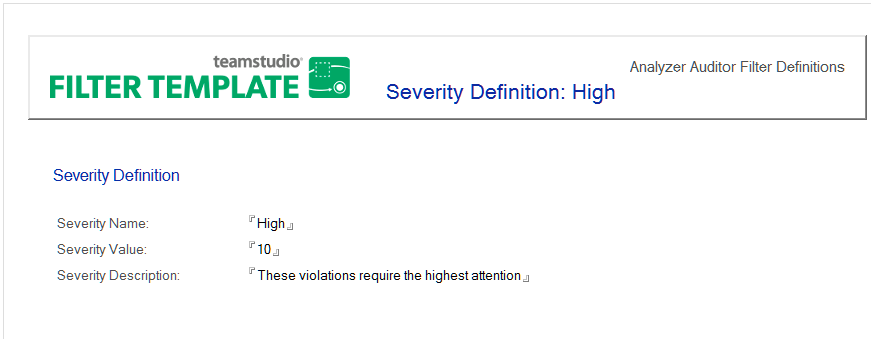 teamstudio
FILTER TEMPLATE
Severity Definition: High
Analyzer Auditor Filter Definitions
Severity Definition
Severity Name: High
Severity Value: 10
Severity Description: These violations require the highest attention